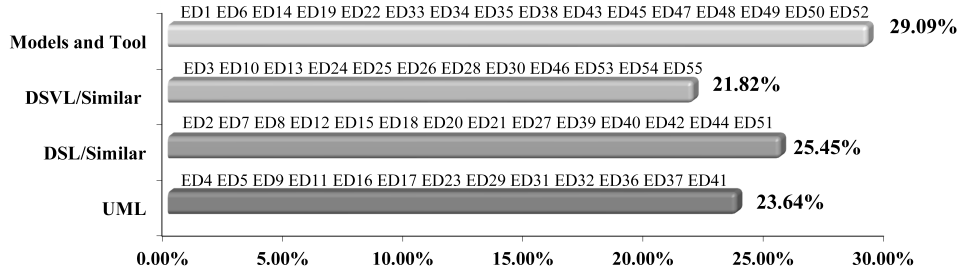 ED1 ED6 ED14 ED19 ED22 ED33 ED34 ED35 ED38 ED43 ED45 ED47 ED48 ED49 ED50 ED52
Models and Tool 29.09%
ED3 ED10 ED13 ED24 ED25 ED26 ED28 ED30 ED46 ED53 ED54 ED55
DSVL/Similar 21.82%
ED2 ED7 ED8 ED12 ED15 ED18 ED20 ED21 ED27 ED39 ED40 ED42 ED44 ED51
DSL/Similar 25.45%
ED4 ED5 ED9 ED11 ED16 ED17 ED23 ED29 ED31 ED32 ED36 ED37 ED41
UML 23.64%
0.00% 5.00% 10.00% 15.00% 20.00% 25.00% 30.00%